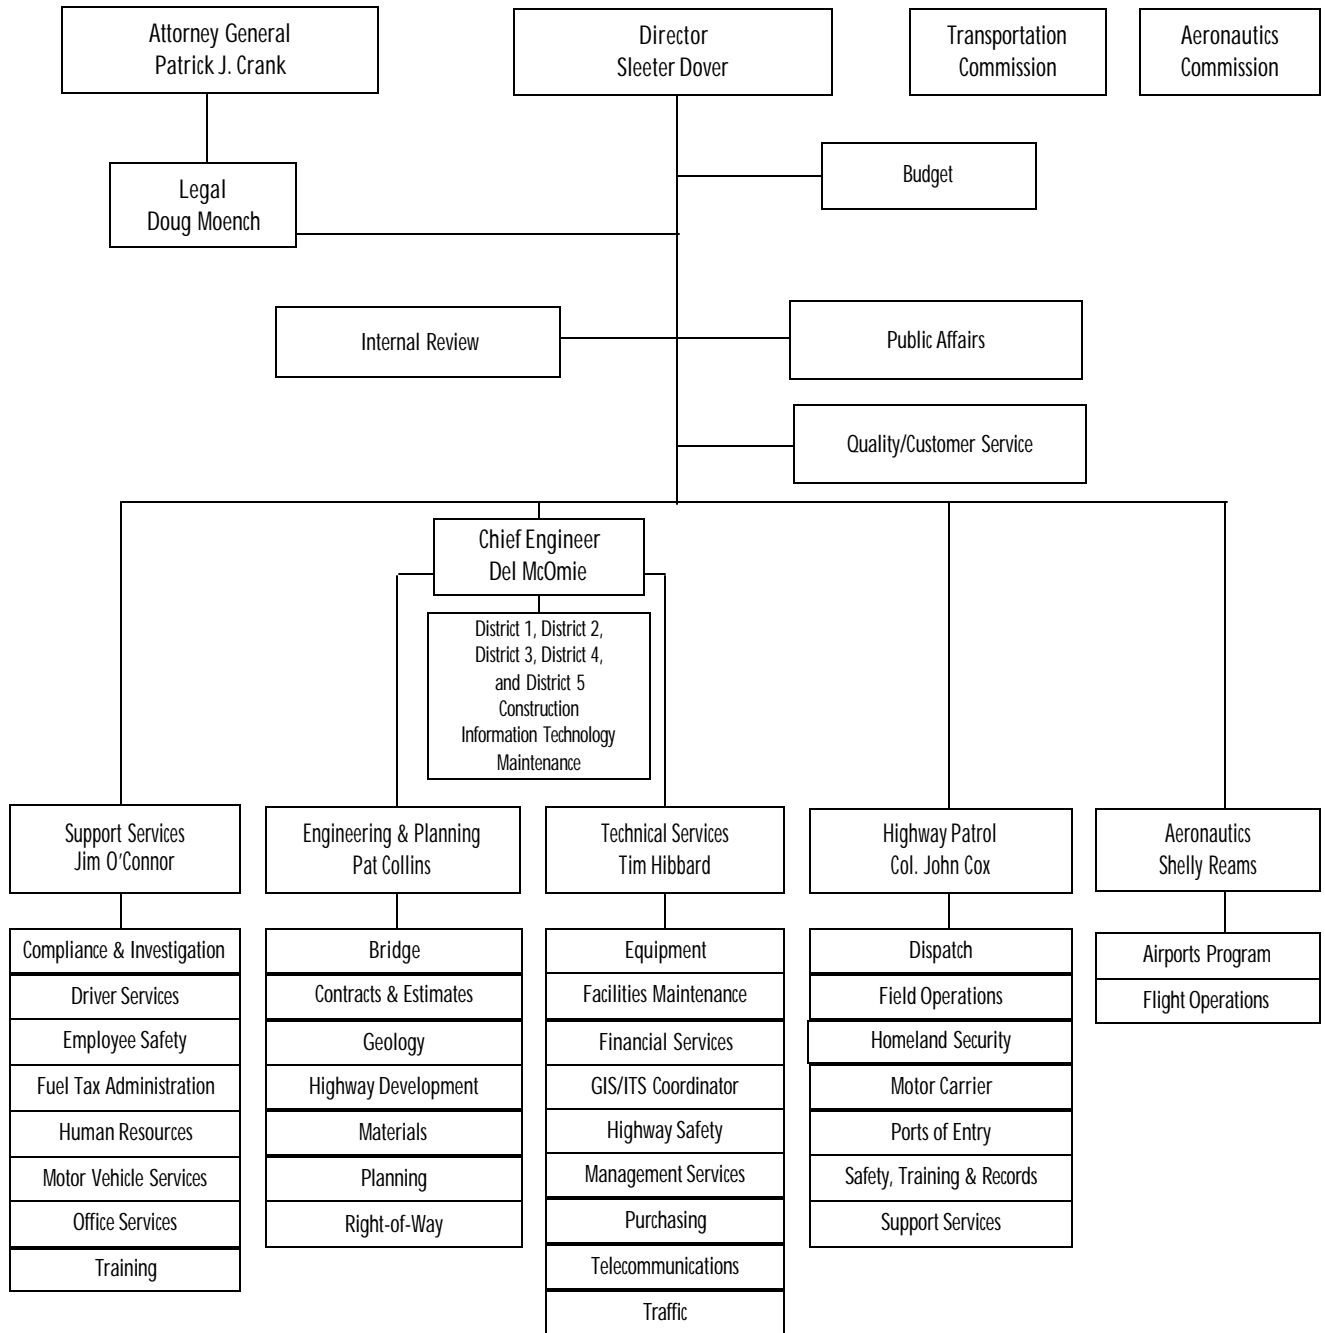 Attorney General
Patrick J. Crank
Director
Sleeter Dover
Transportation
Commission
Aeronautics
Commission
Budget
Legal
Doug Moench
Internal Review
Public Affairs
Quality/Customer Service
Chief Engineer
Del McOmie
District 1, District 2,
District 3, District 4,
and District 5
Construction
Information Technology
Maintenance
Support Services
Jim O'Connor
Compliance & Investigation
Driver Services
Employee Safety
Fuel Tax Administration
Human Resources
Motor Vehicle Services
Office Services
Training
Engineering & Planning
Pat Collins
Bridge
Contracts & Estimates
Geology
Highway Development
Materials
Planning
Right-of-Way
Technical Services
Tim Hibbard
Equipment
Facilities Maintenance
Financial Services
GIS/ITS Coordinator
Highway Safety
Management Services
Purchasing
Telecommunications
Traffic
Highway Patrol
Col. John Cox
Dispatch
Field Operations
Homeland Security
Motor Carrier
Ports of Entry
Safety, Training & Records
Support Services
Aeronautics
Shelly Reams
Airports Program
Flight Operations